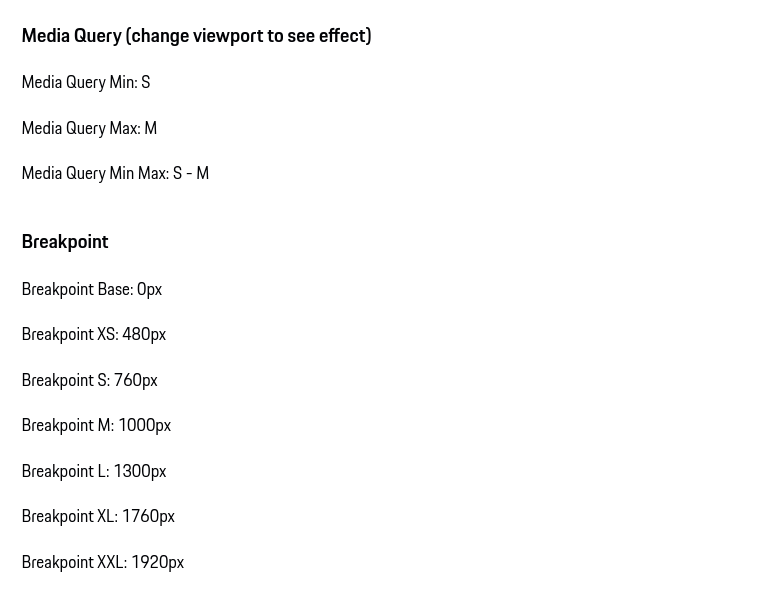 Media Query (change viewport to see effect)
Media Query Min: S
Media Query Max: M
Media Query Min Max: S - M
Breakpoint
Breakpoint Base: 0px
Breakpoint XS: 480px
Breakpoint S: 760px
Breakpoint M: 1000px
Breakpoint L: 1300px
Breakpoint XL: 1760px
Breakpoint XXL: 1920px